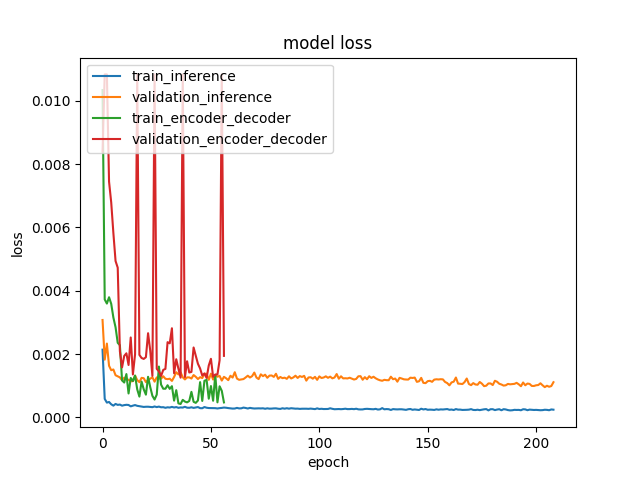 model loss
train_inference
validation_inference
train_encoder_decoder
validation_encoder_decoder
loss
0.010
0.008
0.006
0.004
0.002
0.000
0
50
100
150
200
epoch